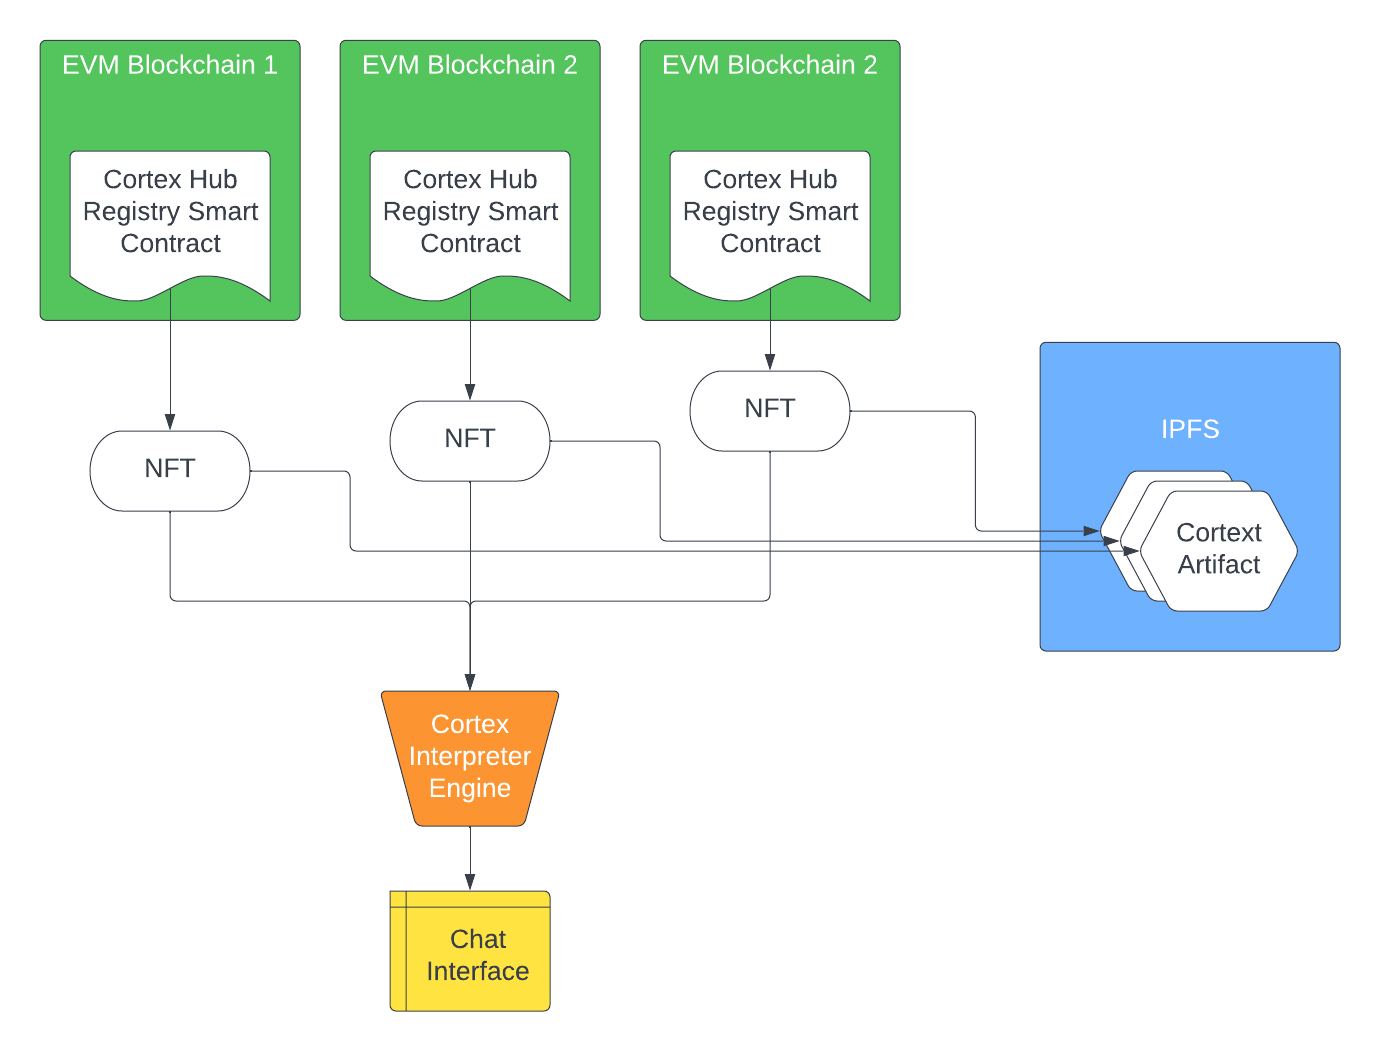 EVM Blockchain 1
EVM Blockchain 2
EVM Blockchain 2
Cortex Hub
Registry Smart
Contract
Cortex Hub
Registry Smart
Contract
Cortex Hub
Registry Smart
Contract
NFT
NFT
NFT
IPFS
Cortext
Artifact
Cortex
Interpreter
Engine
Chat
Interface